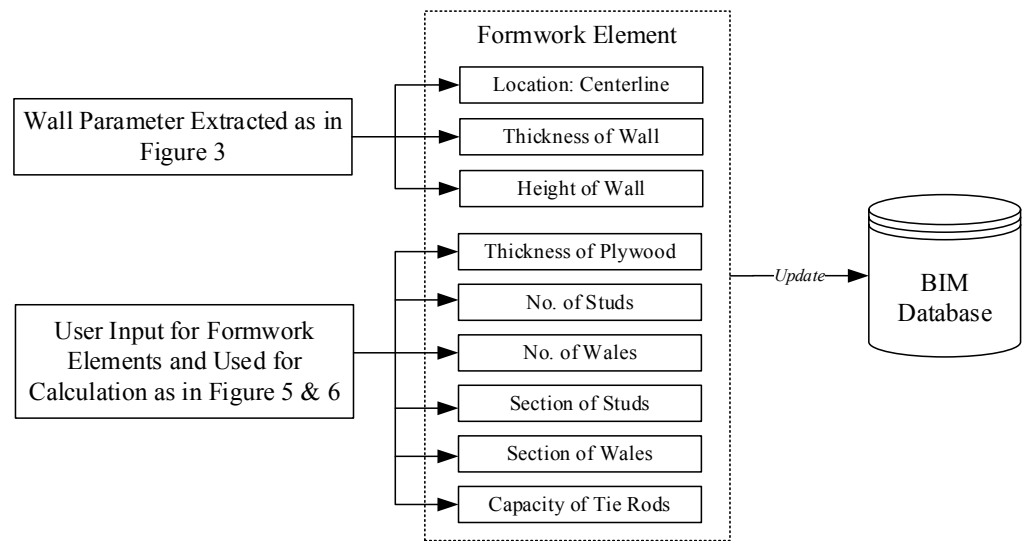 Formwork Element
Wall Parameter Extracted as in
Figure 3
Location: Centerline
Thickness of Wall
Height of Wall
User Input for Formwork
Elements and Used for
Calculation as in Figure 5 & 6
Thickness of Plywood
No. of Studs
No. of Wales
Section of Studs
Section of Wales
Capacity of Tie Rods
Update
BIM
Database